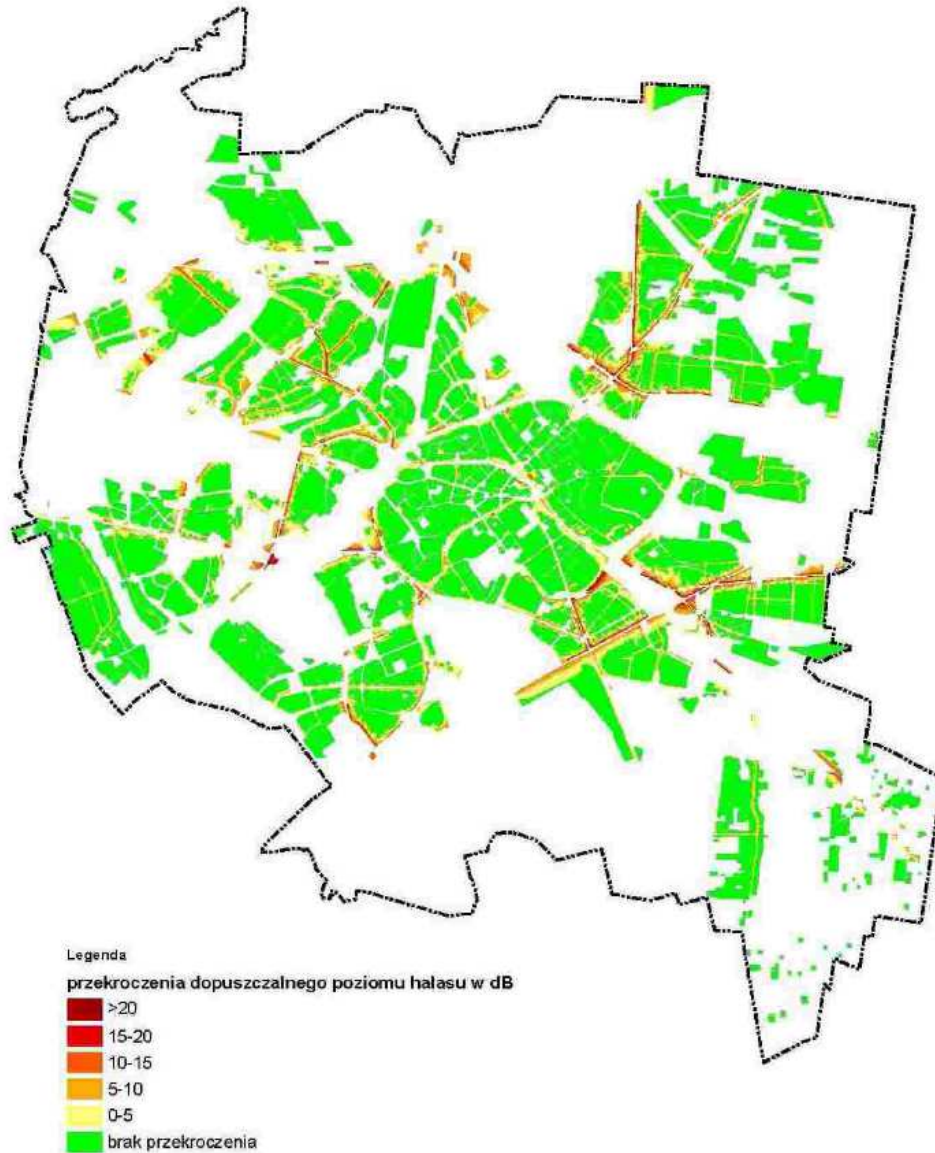 Legenda
przekroczenia dopuszczalnego poziomu hałasu w dB
>20
15-20
10-15
5-10
0-5
brak przekroczenia